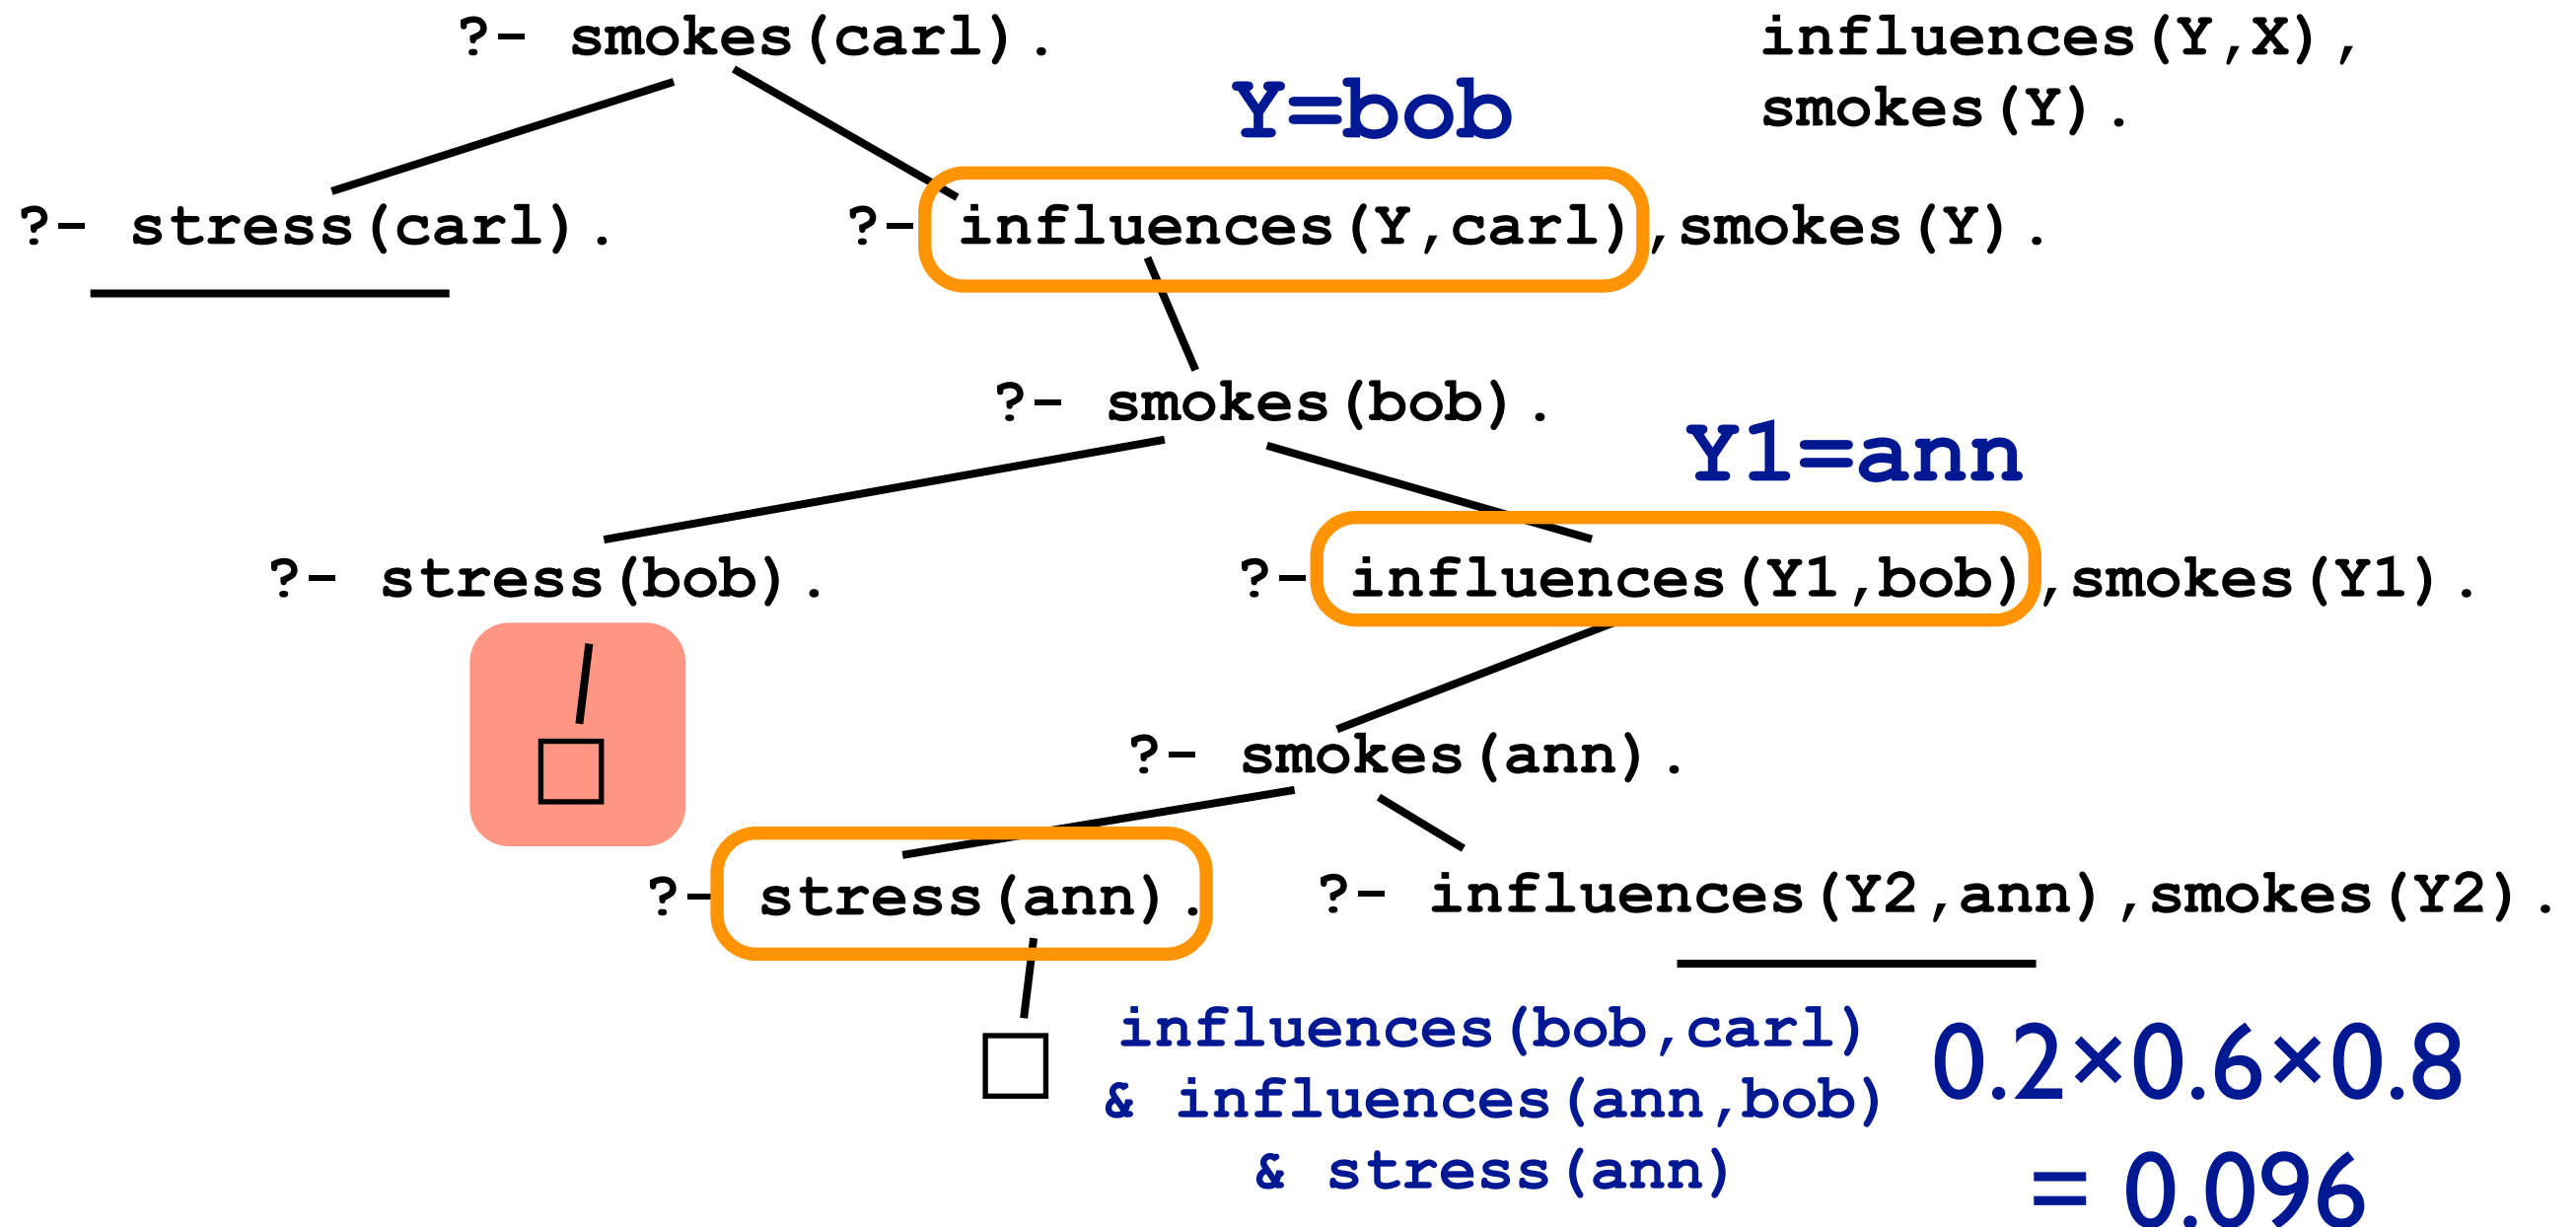 ?- smokes(carl).
influences(Y,X),
smokes(Y).
Y=bob
?- stress(carl).
?- influences(Y,carl),smokes(Y).
?- smokes(bob).
Y1=ann
?- stress(bob).
?- influences(Y1,bob),smokes(Y1).
?- smokes(ann).
?- stress(ann).
?- influences(Y2,ann),smokes(Y2).
influences(bob,carl)
& influences(ann,bob)
& stress(ann)
0.2×0.6×0.8
= 0.096